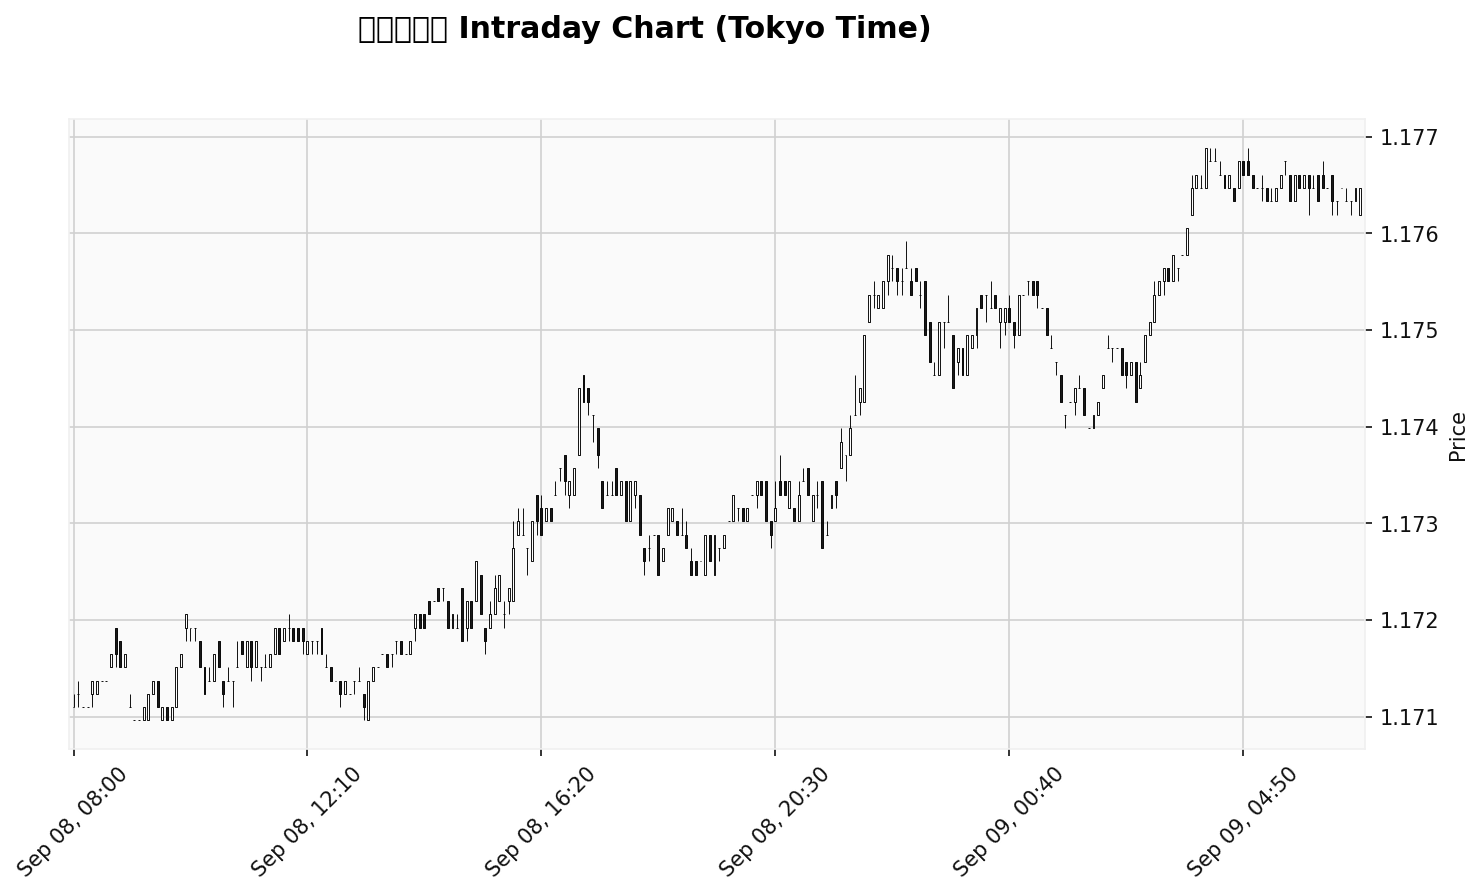 Intraday Chart (Tokyo Time)
1.177
1.176
1.175
1.174
1.173
1.172
1.171
Price
Sep 08, 08:00
Sep 08, 12:10
Sep 08, 16:20
Sep 08, 20:30
Sep 09, 00:40
Sep 09, 04:50